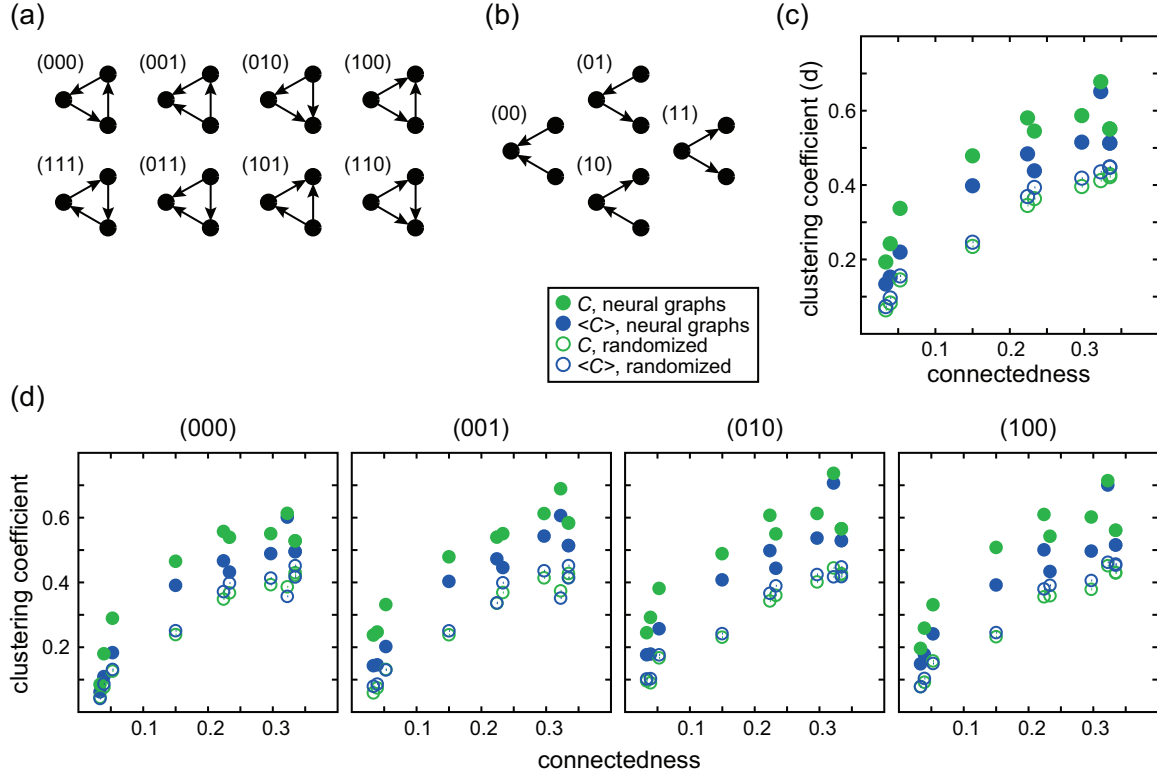 (a)
(000) (001) (010) (100)
(111) (011) (101) (110)
(b)
(01)
(00) (11)
(10)
C, neural graphs
<C>, neural graphs
C, randomized
<C>, randomized
(c)
clustering coefficient (d)
0.6
0.4
0.2
0.1 0.2 0.3
connectedness
(d)
(000) (001) (010) (100)
clustering coefficient
0.6
0.4
0.2
0.1 0.2 0.3 0.1 0.2 0.3 0.1 0.2 0.3 0.1 0.2 0.3
connectedness